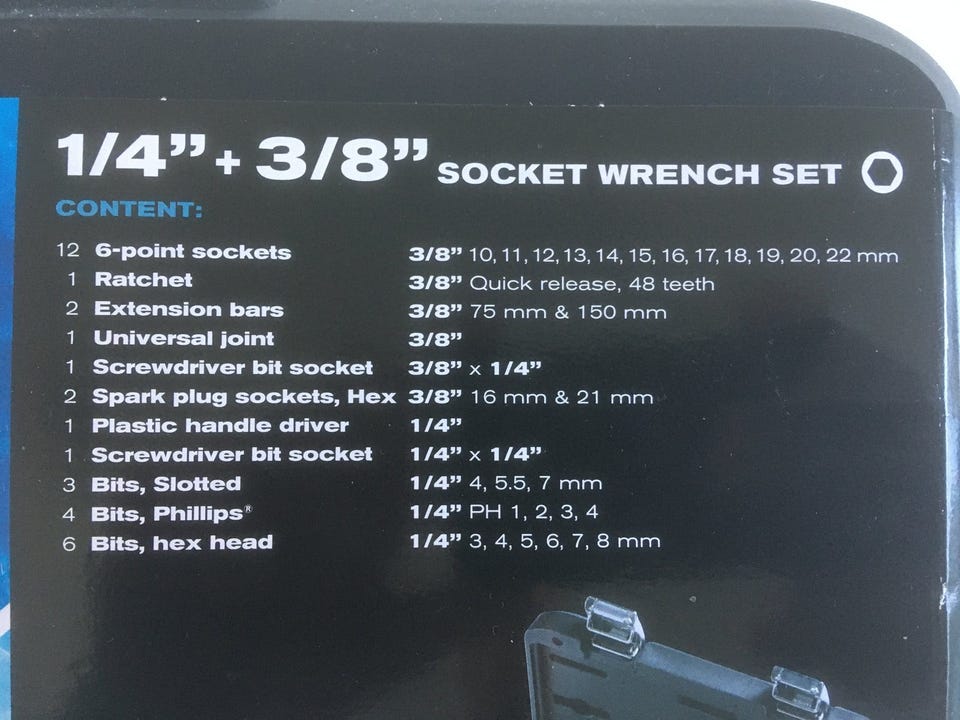 1/4” + 3/8” SOCKET WRENCH SET
CONTENT:
12 6-point sockets 3/8” 10, 11, 12, 13, 14, 15, 16, 17, 18, 19, 20, 22 mm
1 Ratchet 3/8” Quick release, 48 teeth
2 Extension bars 3/8” 75 mm & 150 mm
1 Universal joint 3/8”
1 Screwdriver bit socket 3/8” x 1/4”
2 Spark plug sockets, Hex 3/8” 16 mm & 21 mm
1 Plastic handle driver 1/4”
1 Screwdriver bit socket 1/4” x 1/4”
3 Bits, Slotted 1/4” 4, 5.5, 7 mm
4 Bits, Phillips® 1/4” PH 1, 2, 3, 4
6 Bits, hex head 1/4” 3, 4, 5, 6, 7, 8 mm